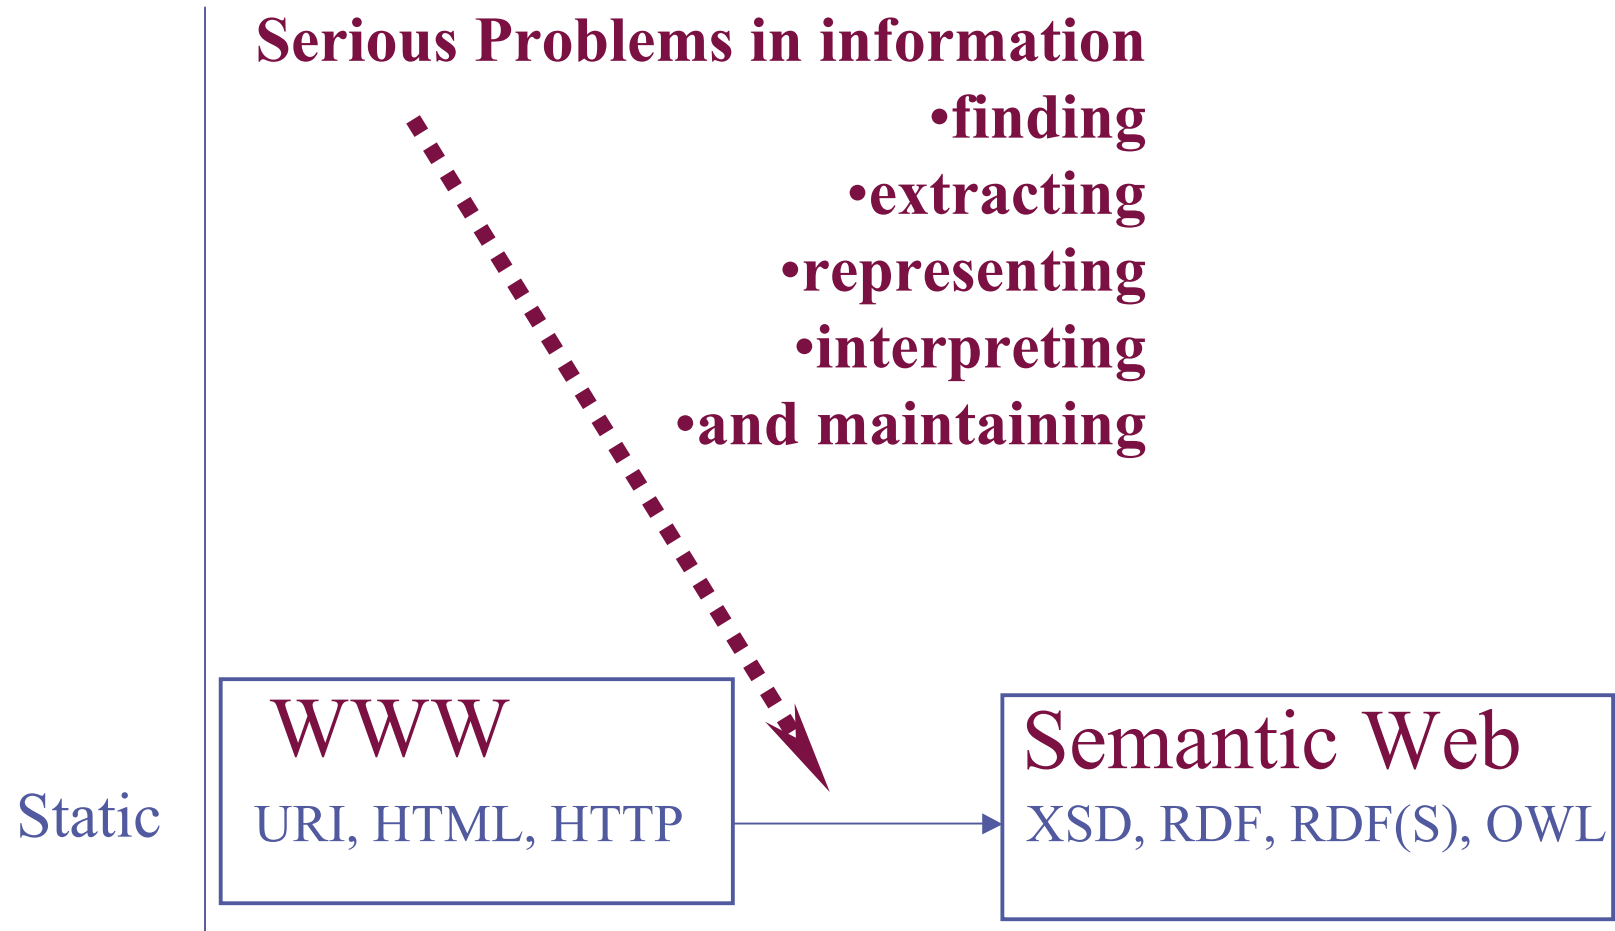 Serious Problems in information
•finding
•extracting
•representing
•interpreting
•and maintaining
WWW
Semantic Web
Static
URI, HTML, HTTP
XSD, RDF, RDF(S), OWL